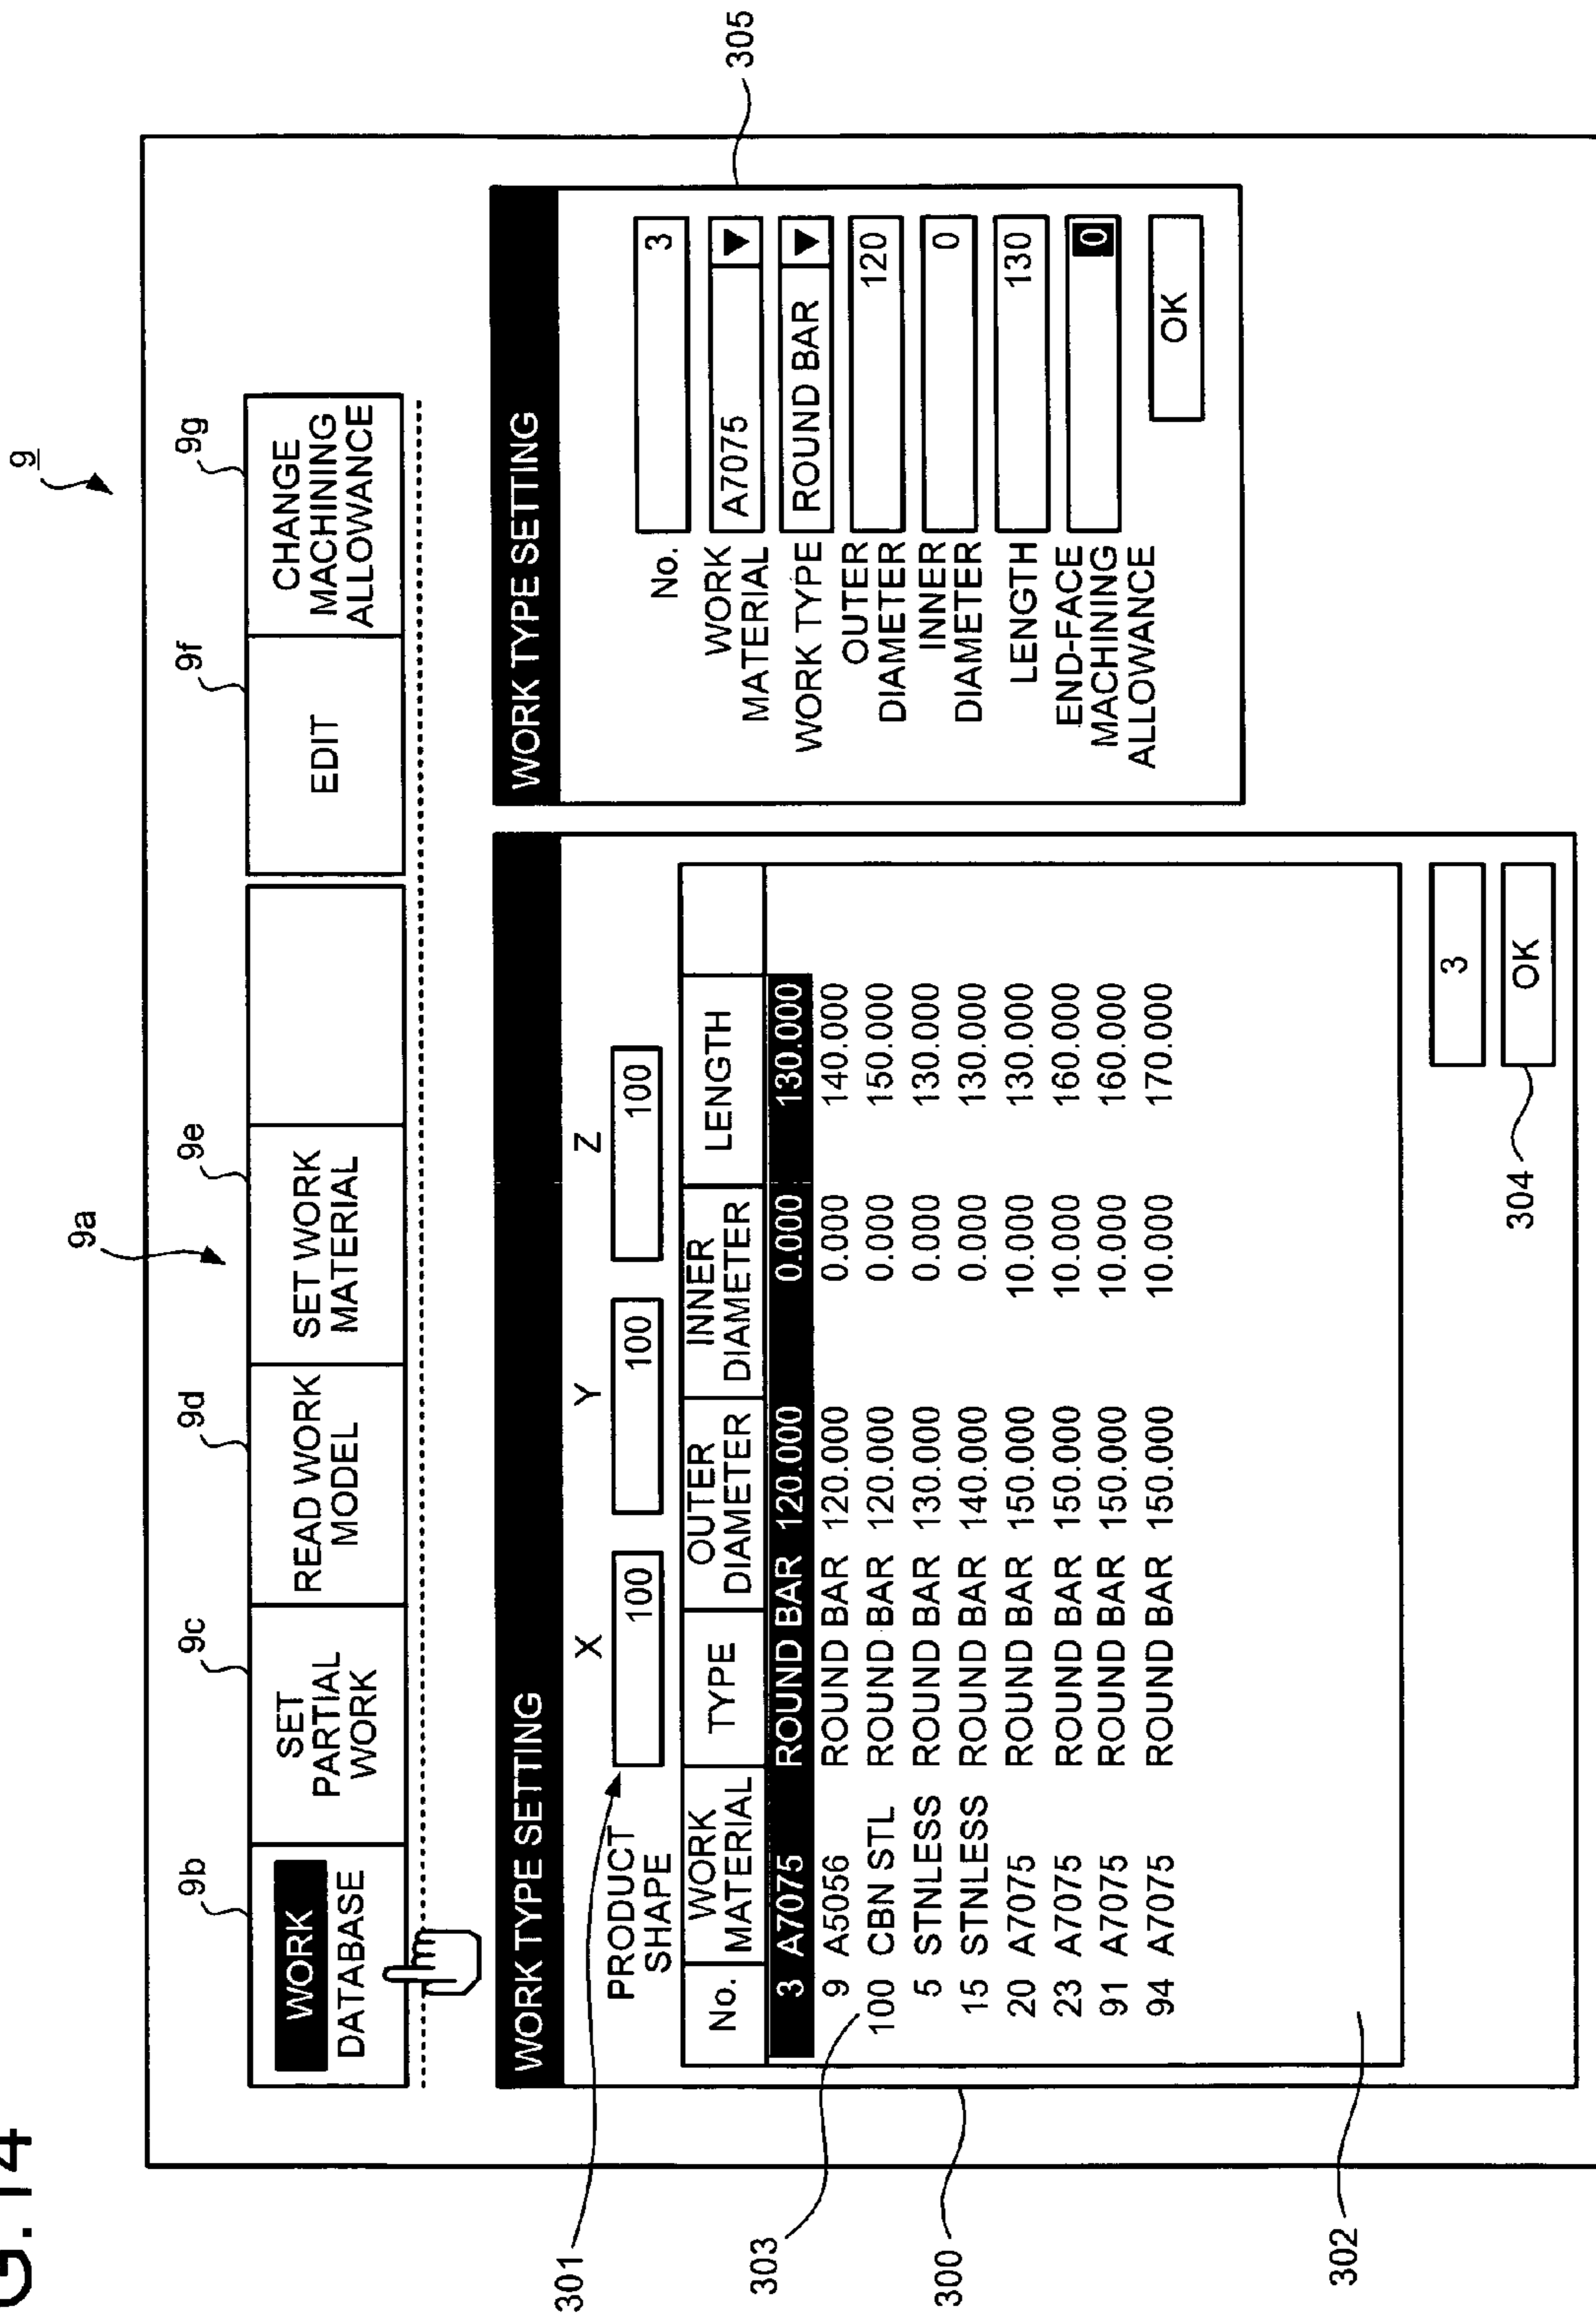 G.14
9
9a
9b
9c
9d
9e
9f
9g
WORK
DATABASE
SET
PARTIAL
WORK
READ WORK
MODEL
SET WORK
MATERIAL
EDIT
CHANGE
MACHINING
ALLOWANCE
WORK TYPE SETTING
PRODUCT
SHAPE
X
Y
Z
100
100
100
No.
WORK
MATERIAL
TYPE
OUTER
DIAMETER
INNER
DIAMETER
LENGTH
3 A7075 ROUND BAR 120.000 0.000 130.000
9 A5056 ROUND BAR 120.000 0.000 140.000
100 CBN STL ROUND BAR 120.000 0.000 150.000
5 STNLESS ROUND BAR 130.000 0.000 130.000
15 STNLESS ROUND BAR 140.000 0.000 130.000
20 A7075 ROUND BAR 150.000 10.000 130.000
23 A7075 ROUND BAR 150.000 10.000 160.000
91 A7075 ROUND BAR 150.000 10.000 160.000
94 A7075 ROUND BAR 150.000 10.000 170.000
3
OK
WORK TYPE SETTING
No.
3
WORK
MATERIAL
A7075 ▼
WORK TYPE
ROUND BAR ▼
OUTER
DIAMETER
120
INNER
DIAMETER
0
LENGTH
130
END-FACE
MACHINING
ALLOWANCE
0
OK
301
303
300
302
304
305